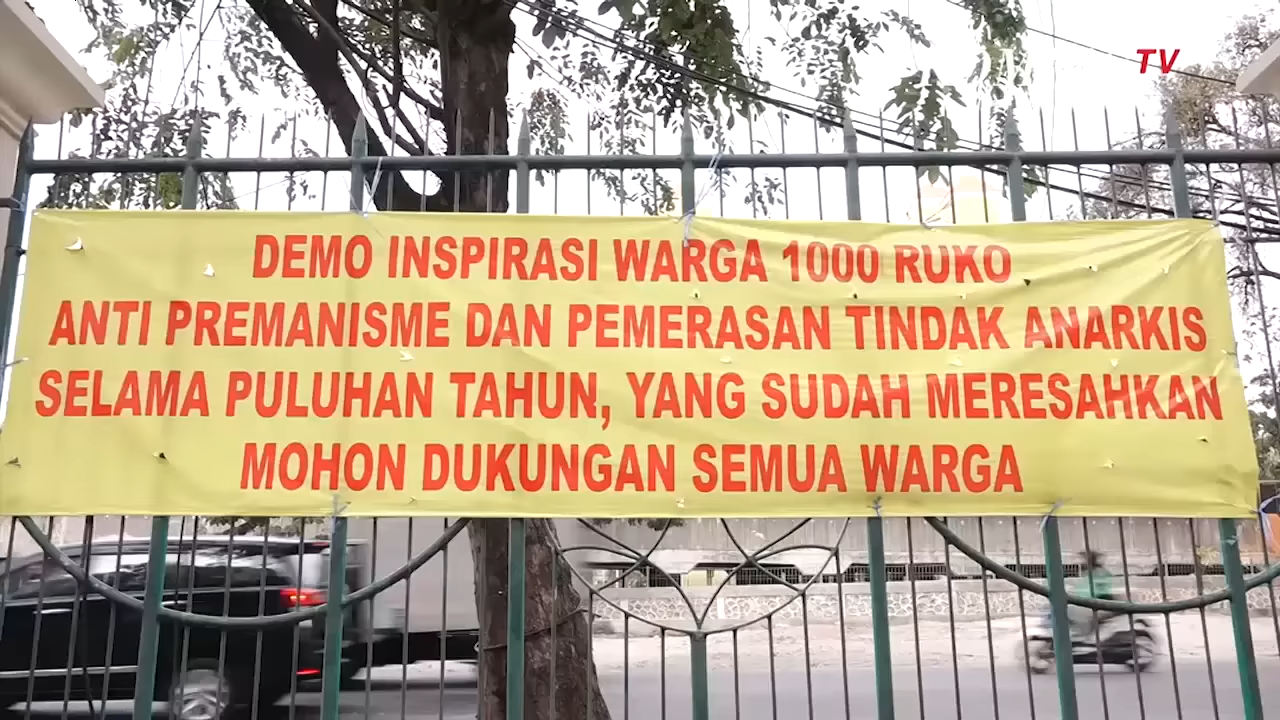 TV
DEMO INSPIRASI WARGA 1000 RUKO
ANTI PREMANISME DAN PEMERASAN TINDAK ANARKIS
SELAMA PULUHAN TAHUN, YANG SUDAH MERESAHKAN
MOHON DUKUNGAN SEMUA WARGA